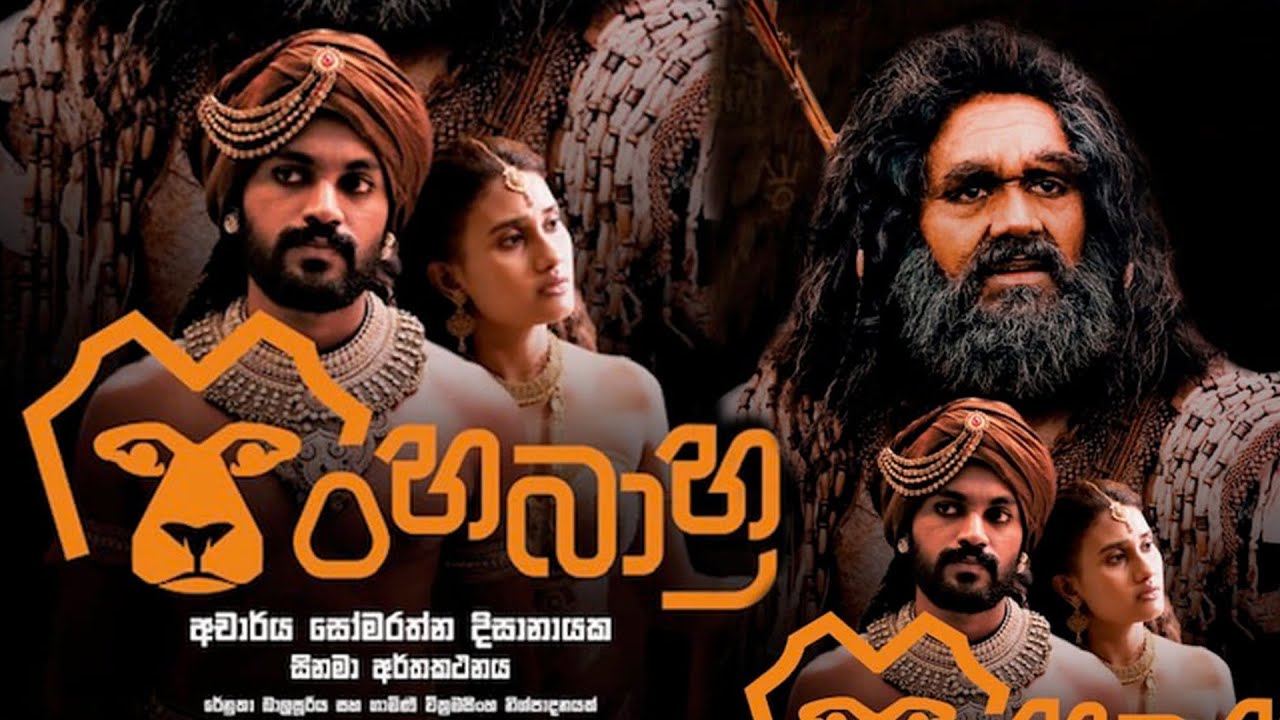 සිංහබාහු
අචාර්ය සෝමරත්න දිසානායක
සිනමා අර්තකථනය
රේණුකා බාලසූරිය සහ ගාමිණී වික්‍රමසිංහ නිෂ්පාදනයක්